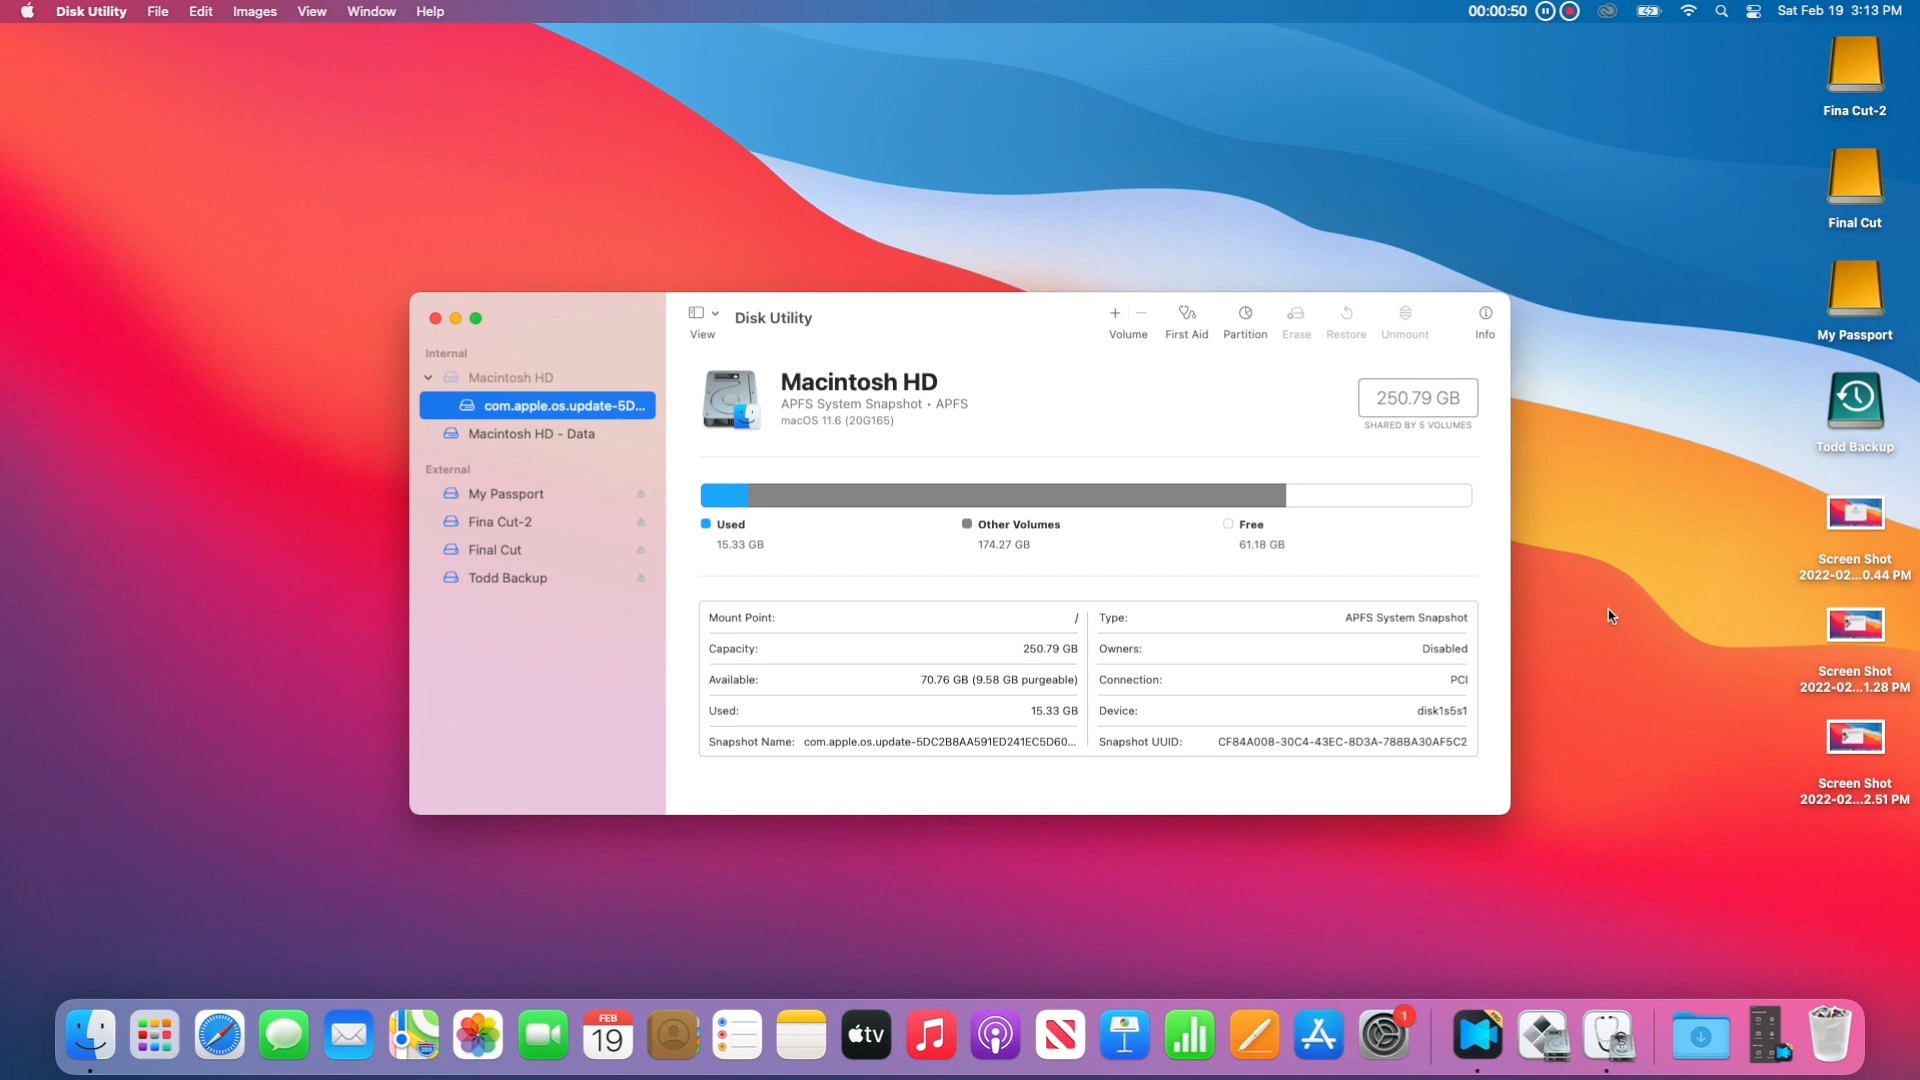 Disk Utility File Edit Images View Window Help
00:00:50 Sat Feb 19 3:13 PM
Fina Cut-2
Final Cut
My Passport
Todd Backup
Screen Shot
2022-02...0.44 PM
Screen Shot
2022-02...1.28 PM
Screen Shot
2022-02...2.51 PM
Internal
Macintosh HD
com.apple.os.update-5D...
Macintosh HD - Data
External
My Passport
Fina Cut-2
Final Cut
Todd Backup
View
Disk Utility
Volume First Aid Partition Erase Restore Unmount Info
Macintosh HD
APFS System Snapshot • APFS
macOS 11.6 (20G165)
250.79 GB
SHARED BY 5 VOLUMES
Used
15.33 GB
Other Volumes
174.27 GB
Free
61.18 GB
Mount Point: /
Capacity: 250.79 GB
Available: 70.76 GB (9.58 GB purgeable)
Used: 15.33 GB
Snapshot Name: com.apple.os.update-5DC2B8AA591ED241EC5D60...
Type: APFS System Snapshot
Owners: Disabled
Connection: PCI
Device: disk1s5s1
Snapshot UUID: CF84A008-30C4-43EC-8D3A-788BA30AF5C2
FEB
19
tv
1